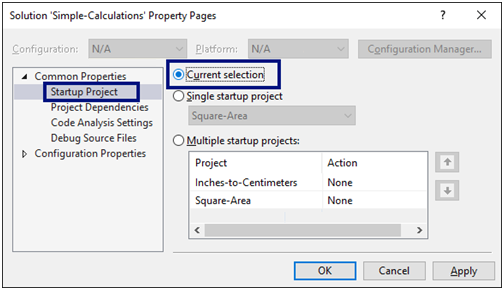 Solution 'Simple-Calculations' Property Pages
? ×
Configuration: N/A Platform: N/A Configuration Manager...
Common Properties
Startup Project
Project Dependencies
Code Analysis Settings
Debug Source Files
Configuration Properties
Current selection
Single startup project
Square-Area
Multiple startup projects:
Project Action
Inches-to-Centimeters None
Square-Area None
OK Cancel Apply